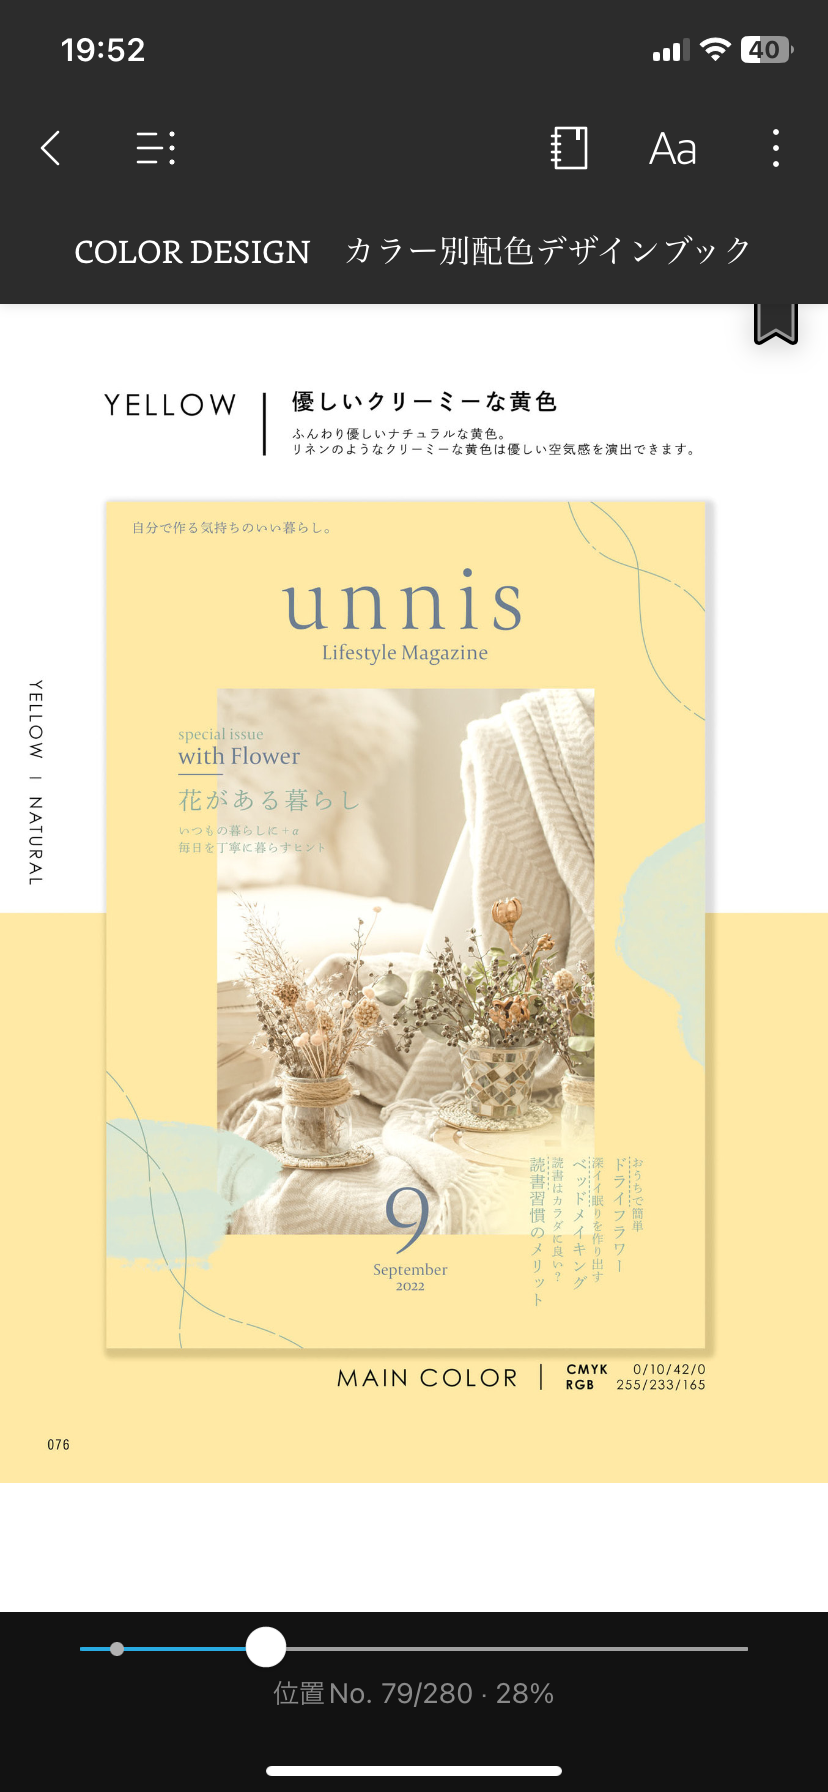 19:52
40
Aa
COLOR DESIGN　カラー別配色デザインブック
YELLOW
優しいクリーミーな黄色
ふんわり優しいナチュラルな黄色。
リネンのようなクリーミーな黄色は優しい空気感を演出できます。
自分で作る気持ちのいい暮らし。
unnis
Lifestyle Magazine
YELLOW | NATURAL
special issue
with Flower
花がある暮らし
いつもの暮らしに + α
毎日を丁寧に暮らすヒント
おうちで簡単
ドライフラワー
深イイ眠りを作り出す
ベッドメイキング
読書はカラダに良い?
読書習慣のメリット
9
September
2022
MAIN COLOR
CMYK 0/10/42/0
RGB 255/233/165
076
位置No. 79/280 · 28%